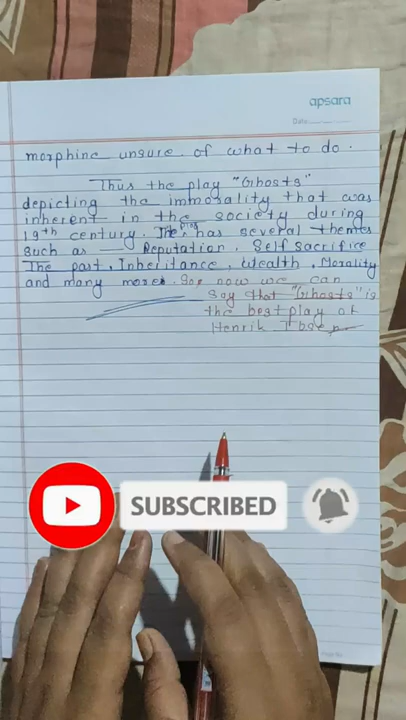 apsara
Date
morphine unsure of what to do.
Thus the play "Ghosts"
depicting the immorality that was
inherent in the society during
19th century. The play has several themes
such as — Reputation, Self sacrifice
The past, Inheritance, Wealth, Morality
and many more. So, now we can
say that "Ghosts" is
the best play of
Henrik Ibsen
SUBSCRIBED